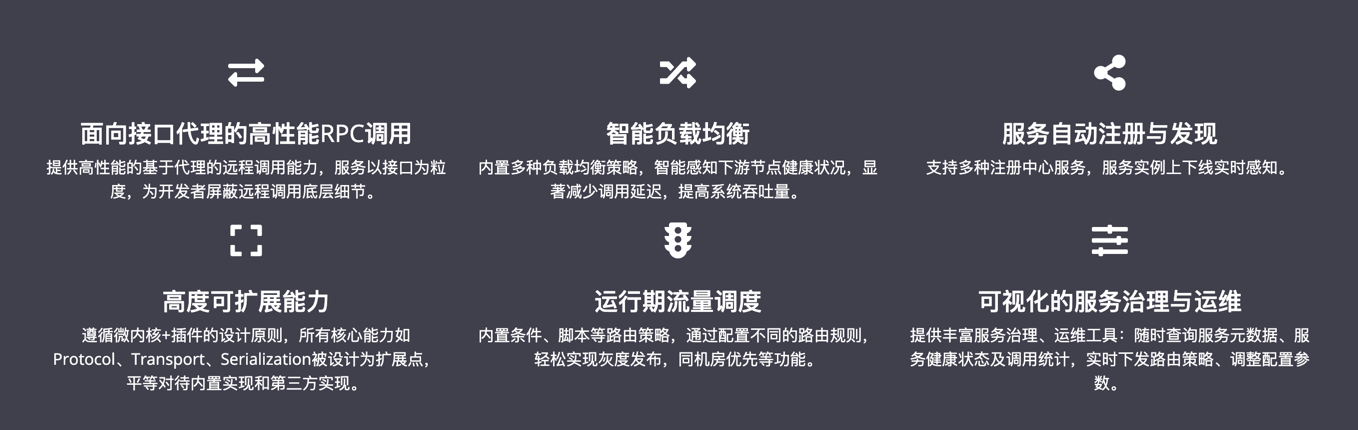 面向接口代理的高性能RPC调用
提供高性能的基于代理的远程调用能力，服务以接口为粒
度，为开发者屏蔽远程调用底层细节。
智能负载均衡
内置多种负载均衡策略，智能感知下游节点健康状况，显
著减少调用延迟，提高系统吞吐量。
服务自动注册与发现
支持多种注册中心服务，服务实例上下线实时感知。
高度可扩展能力
遵循微内核+插件的设计原则，所有核心能力如
Protocol、Transport、Serialization被设计为扩展点，
平等对待内置实现和第三方实现。
运行期流量调度
内置条件、脚本等路由策略，通过配置不同的路由规则，
轻松实现灰度发布，同机房优先等功能。
可视化的服务治理与运维
提供丰富服务治理、运维工具：随时查询服务元数据、服
务健康状态及调用统计，实时下发路由策略、调整配置参
数。